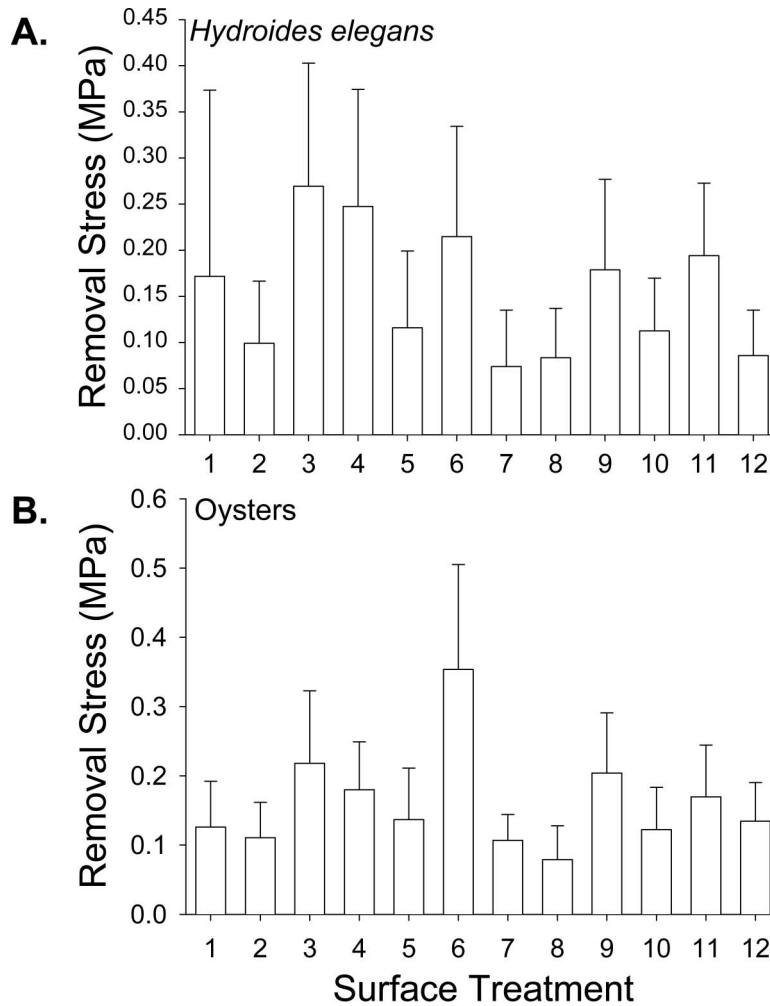 A.
Hydroides elegans
Removal Stress (MPa)
0.45
0.40
0.35
0.30
0.25
0.20
0.15
0.10
0.05
0.00
1 2 3 4 5 6 7 8 9 10 11 12
B.
Oysters
Removal Stress (MPa)
0.6
0.5
0.4
0.3
0.2
0.1
0.0
1 2 3 4 5 6 7 8 9 10 11 12
Surface Treatment